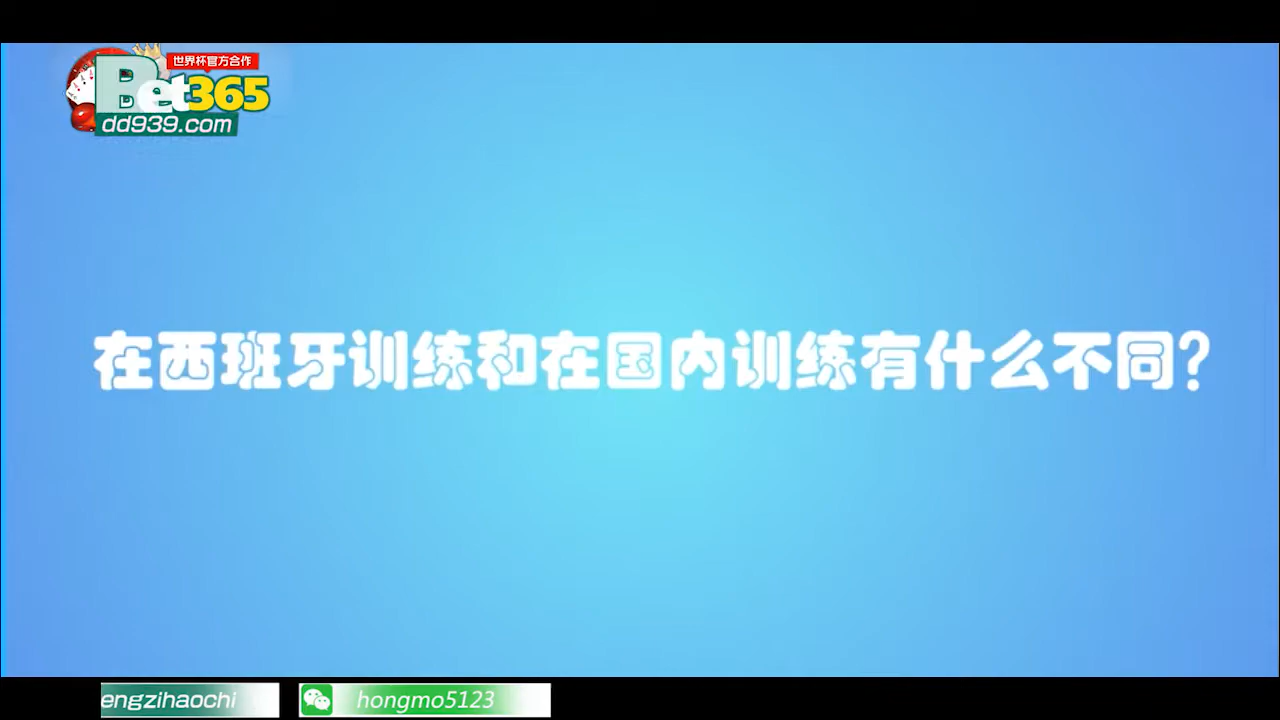 世界杯官方合作
Bet365
dd939.com
在西班牙训练和在国内训练有什么不同?
engzihaochi
hongmo5123